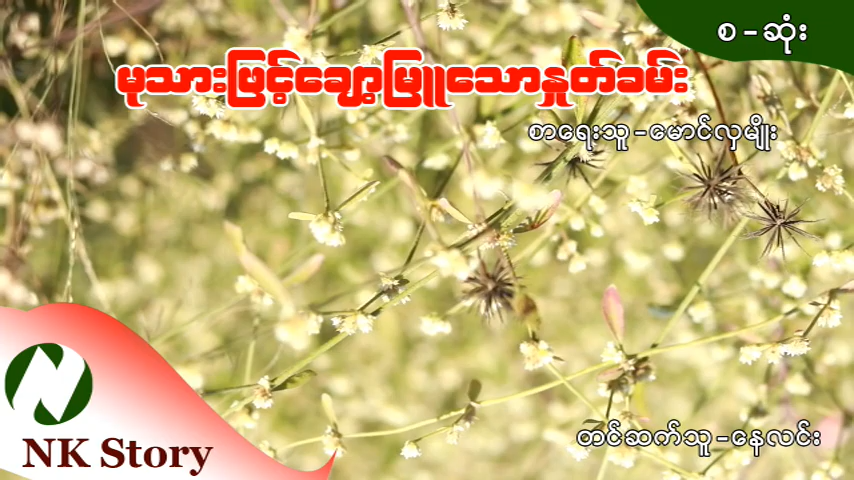 စ – ဆုံး
မုသားဖြင့်ချော့မြှူသောနှုတ်ခမ်း
စာရေးသူ – မောင်လှမျိုး
တင်ဆက်သူ – နေလင်း
N
NK Story